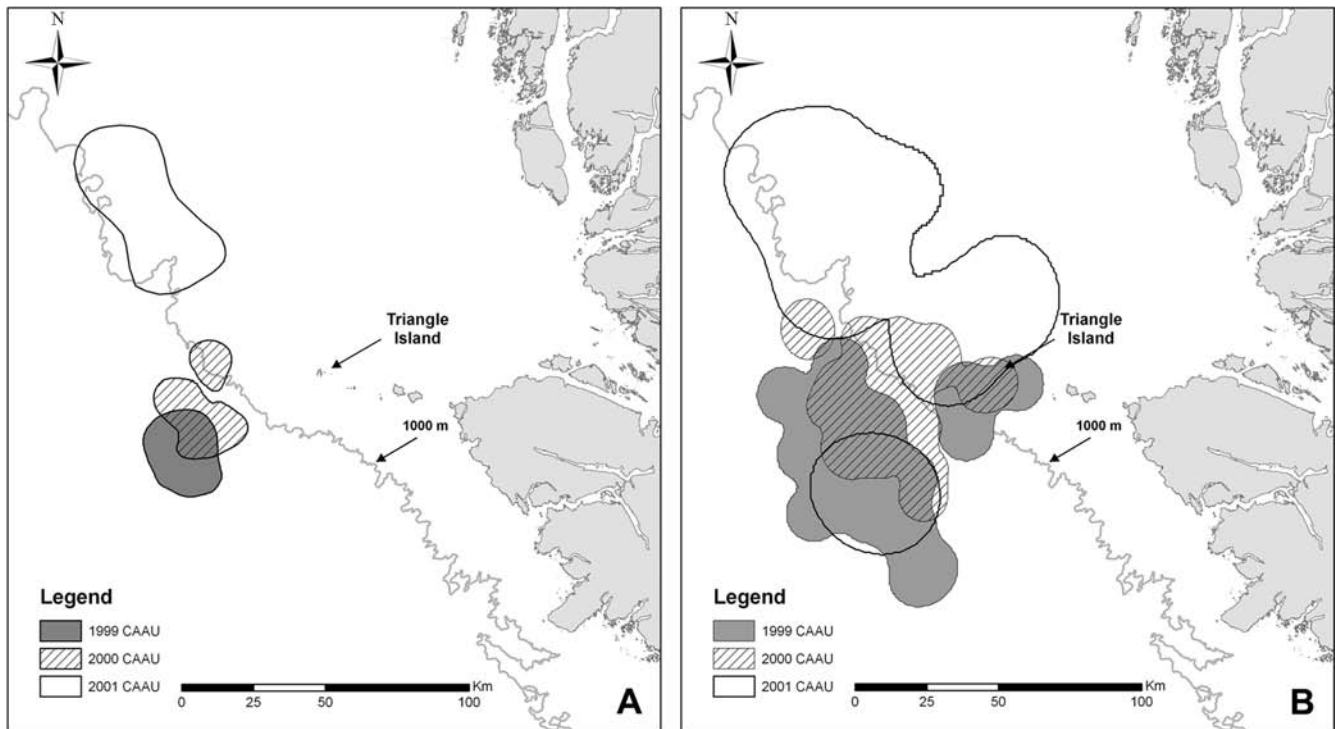 N
Triangle
Island
1000 m
Legend
1999 CAAU
2000 CAAU
2001 CAAU
Km
0 25 50 100
A
N
Triangle
Island
1000 m
Legend
1999 CAAU
2000 CAAU
2001 CAAU
Km
0 25 50 100
B